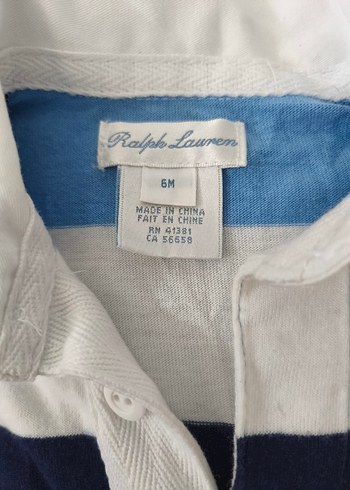 Ralph Lauren
6M
MADE IN CHINA
FAIT EN CHINE
RN 41381
CA 56658